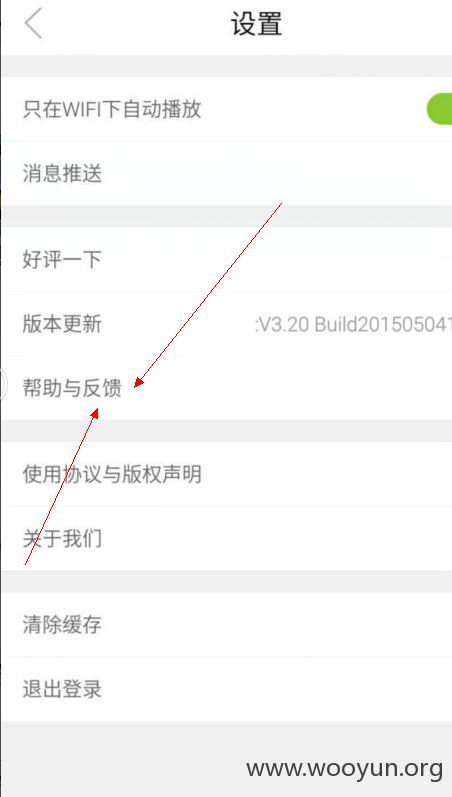 设置
只在WIFI下自动播放
消息推送
好评一下
版本更新 :V3.20 Build201505041
帮助与反馈
使用协议与版权声明
关于我们
清除缓存
退出登录
www.wooyun.org